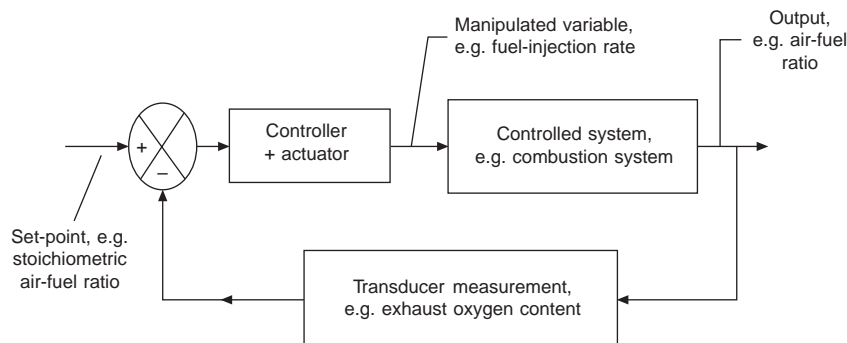 Manipulated variable,
e.g. fuel-injection rate
Output,
e.g. air-fuel
ratio
+
–
Controller
+ actuator
Controlled system,
e.g. combustion system
Set-point, e.g.
stoichiometric
air-fuel ratio
Transducer measurement,
e.g. exhaust oxygen content